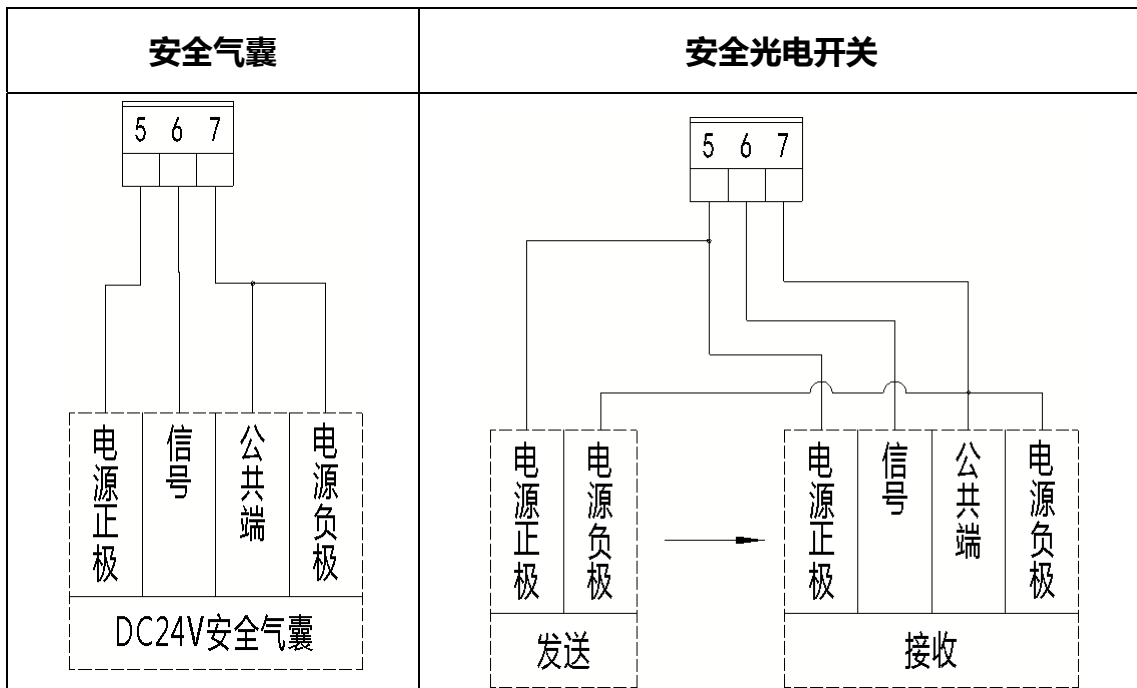 安全气囊
安全光电开关
5 6 7
电源正极
信号
公共端
电源负极
DC24V安全气囊
5 6 7
电源正极
电源负极
发送
电源正极
信号
公共端
电源负极
接收